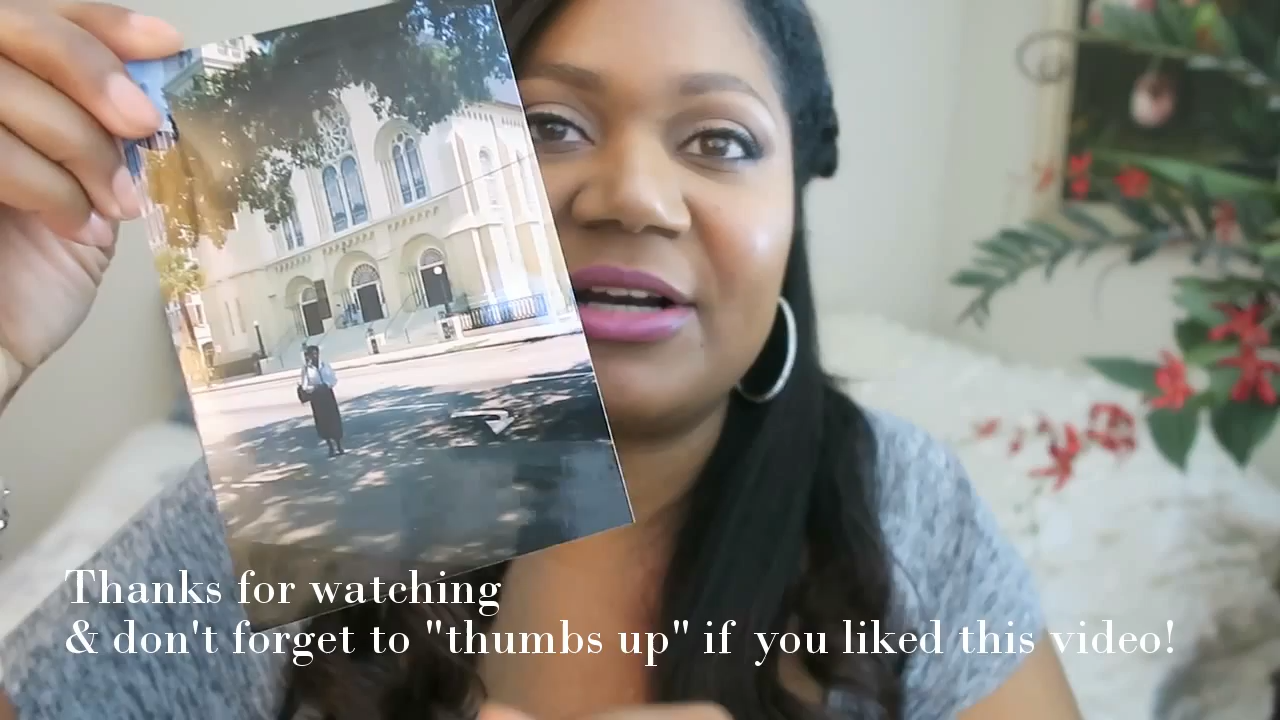 Thanks for watching
& don't forget to "thumbs up" if you liked this video!